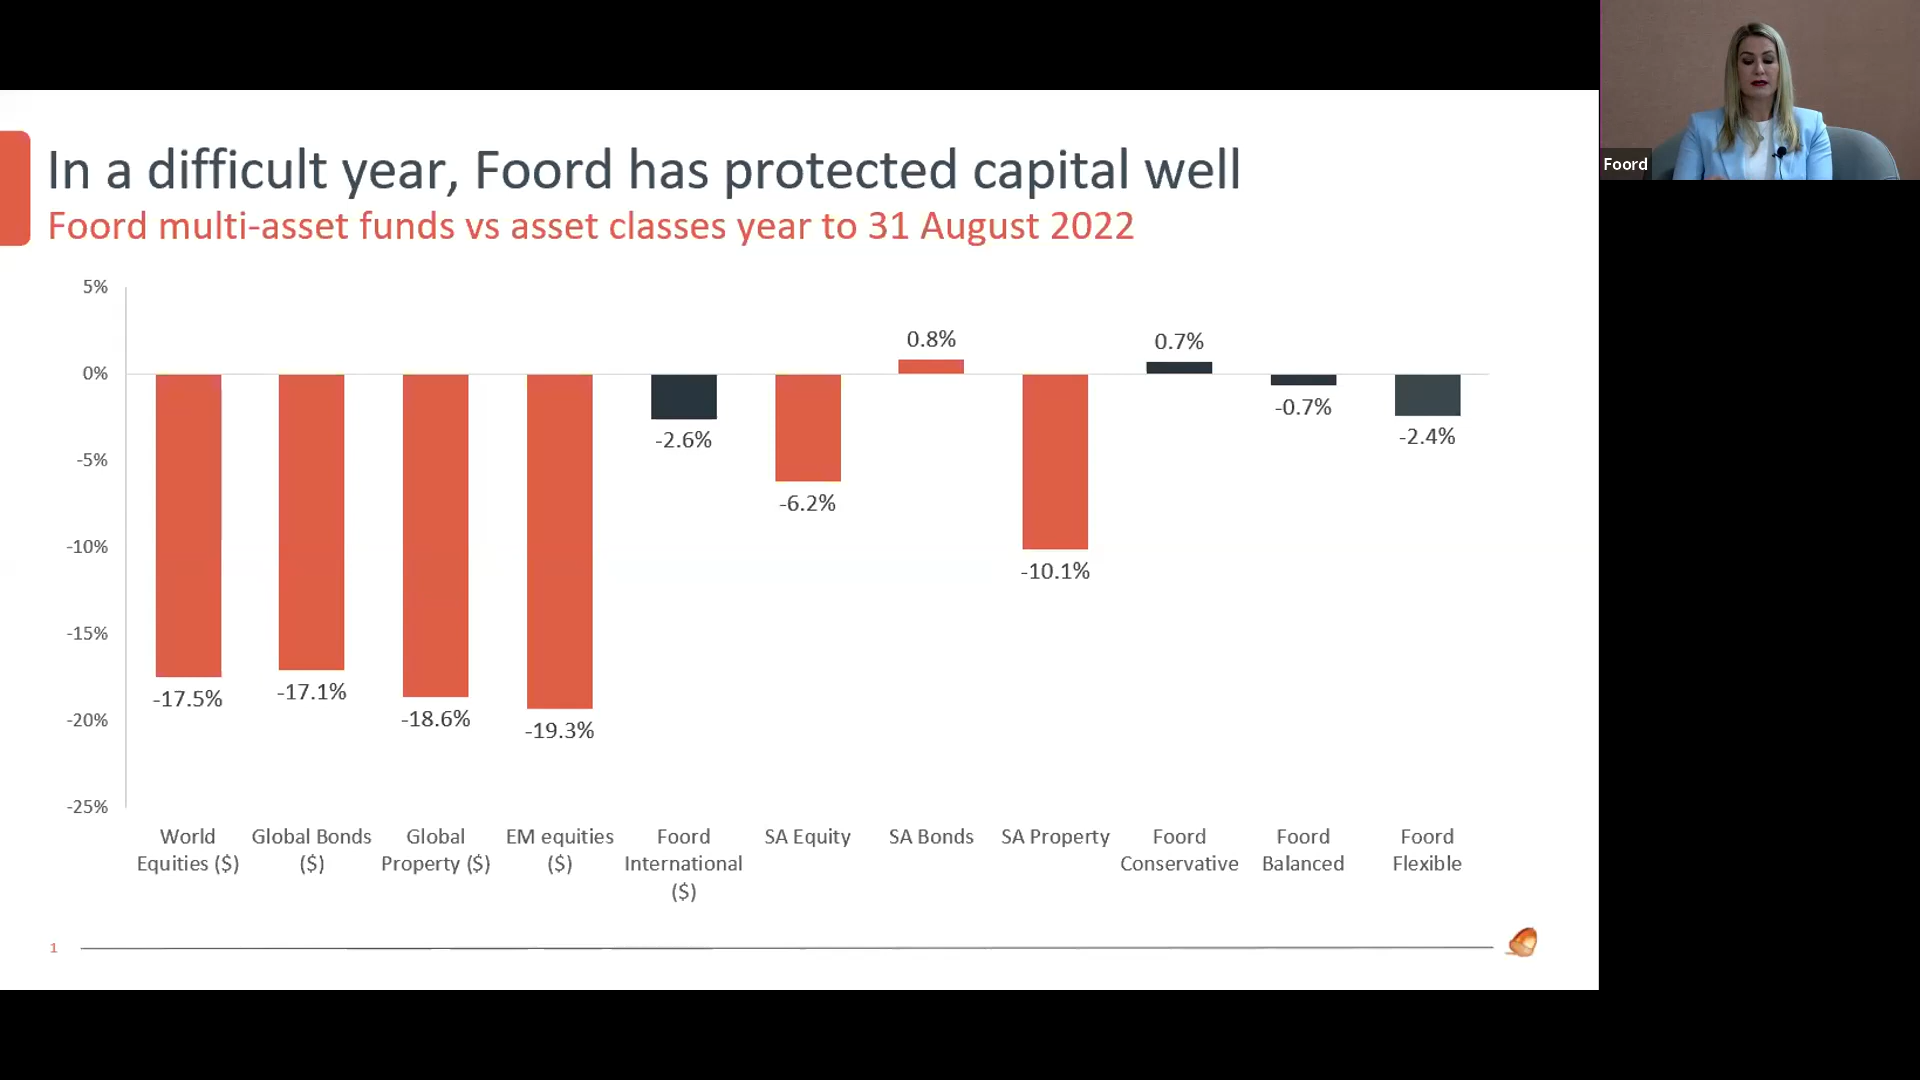 In a difficult year, Foord has protected capital well
Foord multi-asset funds vs asset classes year to 31 August 2022
Foord
5%
0%
-5%
-10%
-15%
-20%
-25%
-17.5%
-17.1%
-18.6%
-19.3%
-2.6%
-6.2%
0.8%
-10.1%
0.7%
-0.7%
-2.4%
World
Equities ($)
Global Bonds
($)
Global
Property ($)
EM equities
($)
Foord
International
($)
SA Equity
SA Bonds
SA Property
Foord
Conservative
Foord
Balanced
Foord
Flexible
1